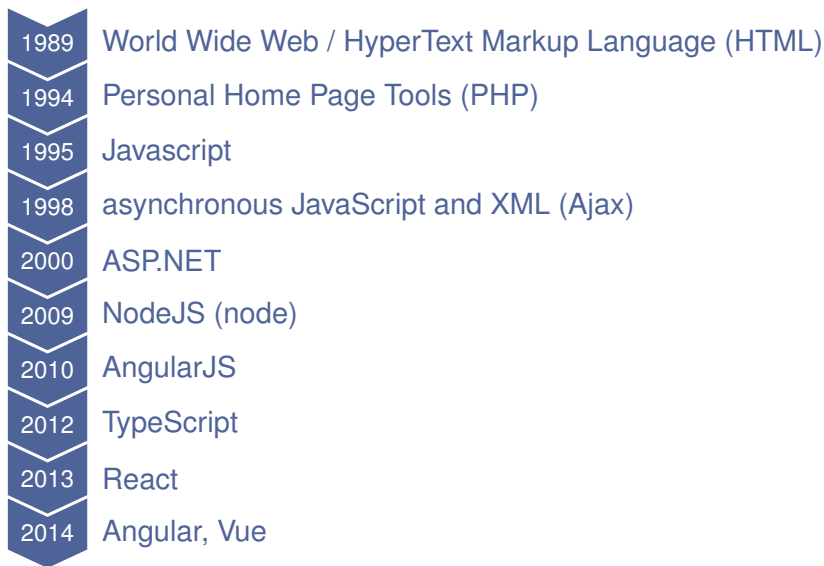 1989 World Wide Web / HyperText Markup Language (HTML)
1994 Personal Home Page Tools (PHP)
1995 Javascript
1998 asynchronous JavaScript and XML (Ajax)
2000 ASP.NET
2009 NodeJS (node)
2010 AngularJS
2012 TypeScript
2013 React
2014 Angular, Vue